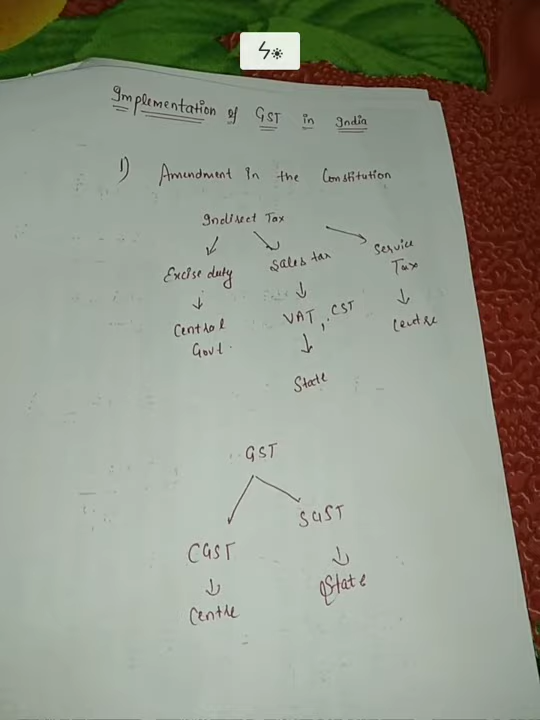 Implementation of GST in India
1) Amendment in the Constitution
Indirect Tax
Excise duty
Sales tax
Service Tax
Central Govt.
VAT, CST
Centre
State
GST
CGST
SGST
Centre
State